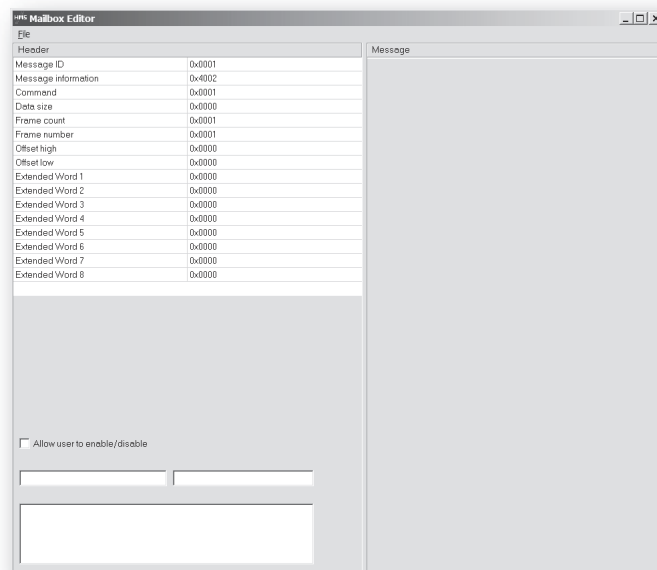 HMS Mailbox Editor
File
Header
Message
Message ID 0x0001
Message information 0x4002
Command 0x0001
Data size 0x0000
Frame count 0x0001
Frame number 0x0001
Offset high 0x0000
Offset low 0x0000
Extended Word 1 0x0000
Extended Word 2 0x0000
Extended Word 3 0x0000
Extended Word 4 0x0000
Extended Word 5 0x0000
Extended Word 6 0x0000
Extended Word 7 0x0000
Extended Word 8 0x0000
Allow user to enable/disable